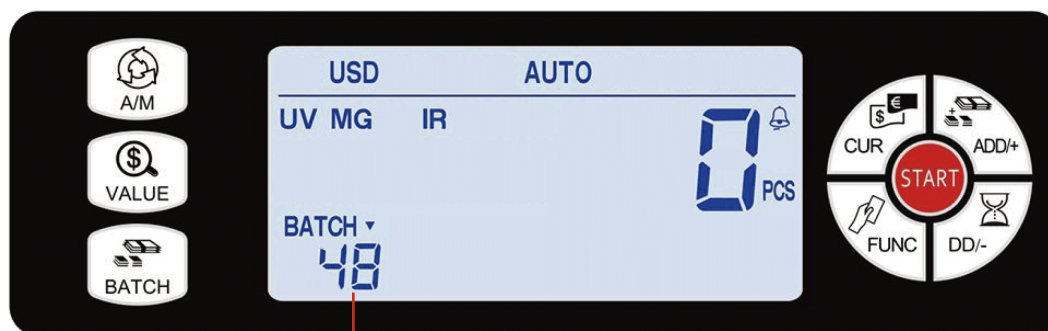 A/M
VALUE
BATCH
USD AUTO
UV MG IR
0 PCS
BATCH
48
$ €
CUR
ADD/+
START
FUNC
DD/-